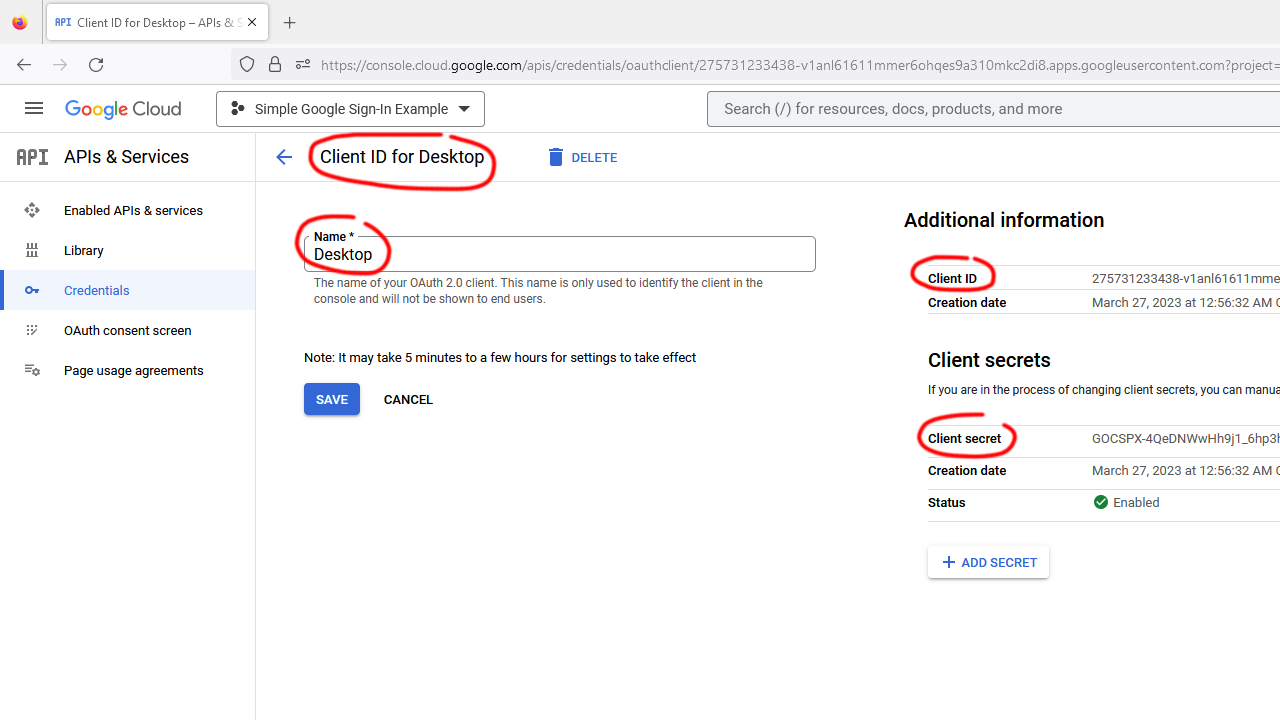 API Client ID for Desktop – APIs & S
https://console.cloud.google.com/apis/credentials/oauthclient/275731233438-v1anl61611mmer6ohqes9a310mkc2di8.apps.googleusercontent.com?project=
Google Cloud
Simple Google Sign-In Example
Search (/) for resources, docs, products, and more
API APIs & Services
Client ID for Desktop
DELETE
Enabled APIs & services
Library
Credentials
OAuth consent screen
Page usage agreements
Name *
Desktop
The name of your OAuth 2.0 client. This name is only used to identify the client in the
console and will not be shown to end users.
Note: It may take 5 minutes to a few hours for settings to take effect
SAVE CANCEL
Additional information
Client ID 275731233438-v1anl61611mme
Creation date March 27, 2023 at 12:56:32 AM G
Client secrets
If you are in the process of changing client secrets, you can manua
Client secret GOCSPX-4QeDNWwHh9j1_6hp3h
Creation date March 27, 2023 at 12:56:32 AM G
Status Enabled
+ ADD SECRET